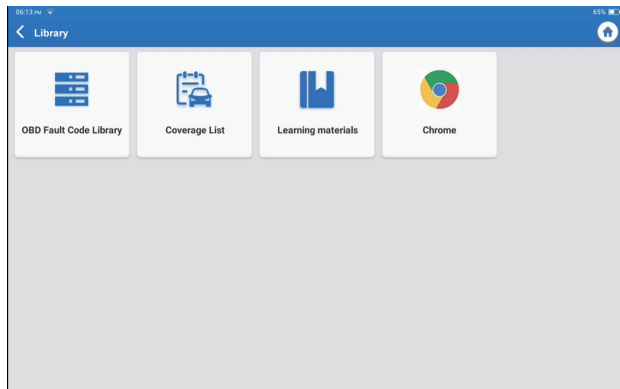 06:13 PM
65%
Library
OBD Fault Code Library
Coverage List
Learning materials
Chrome